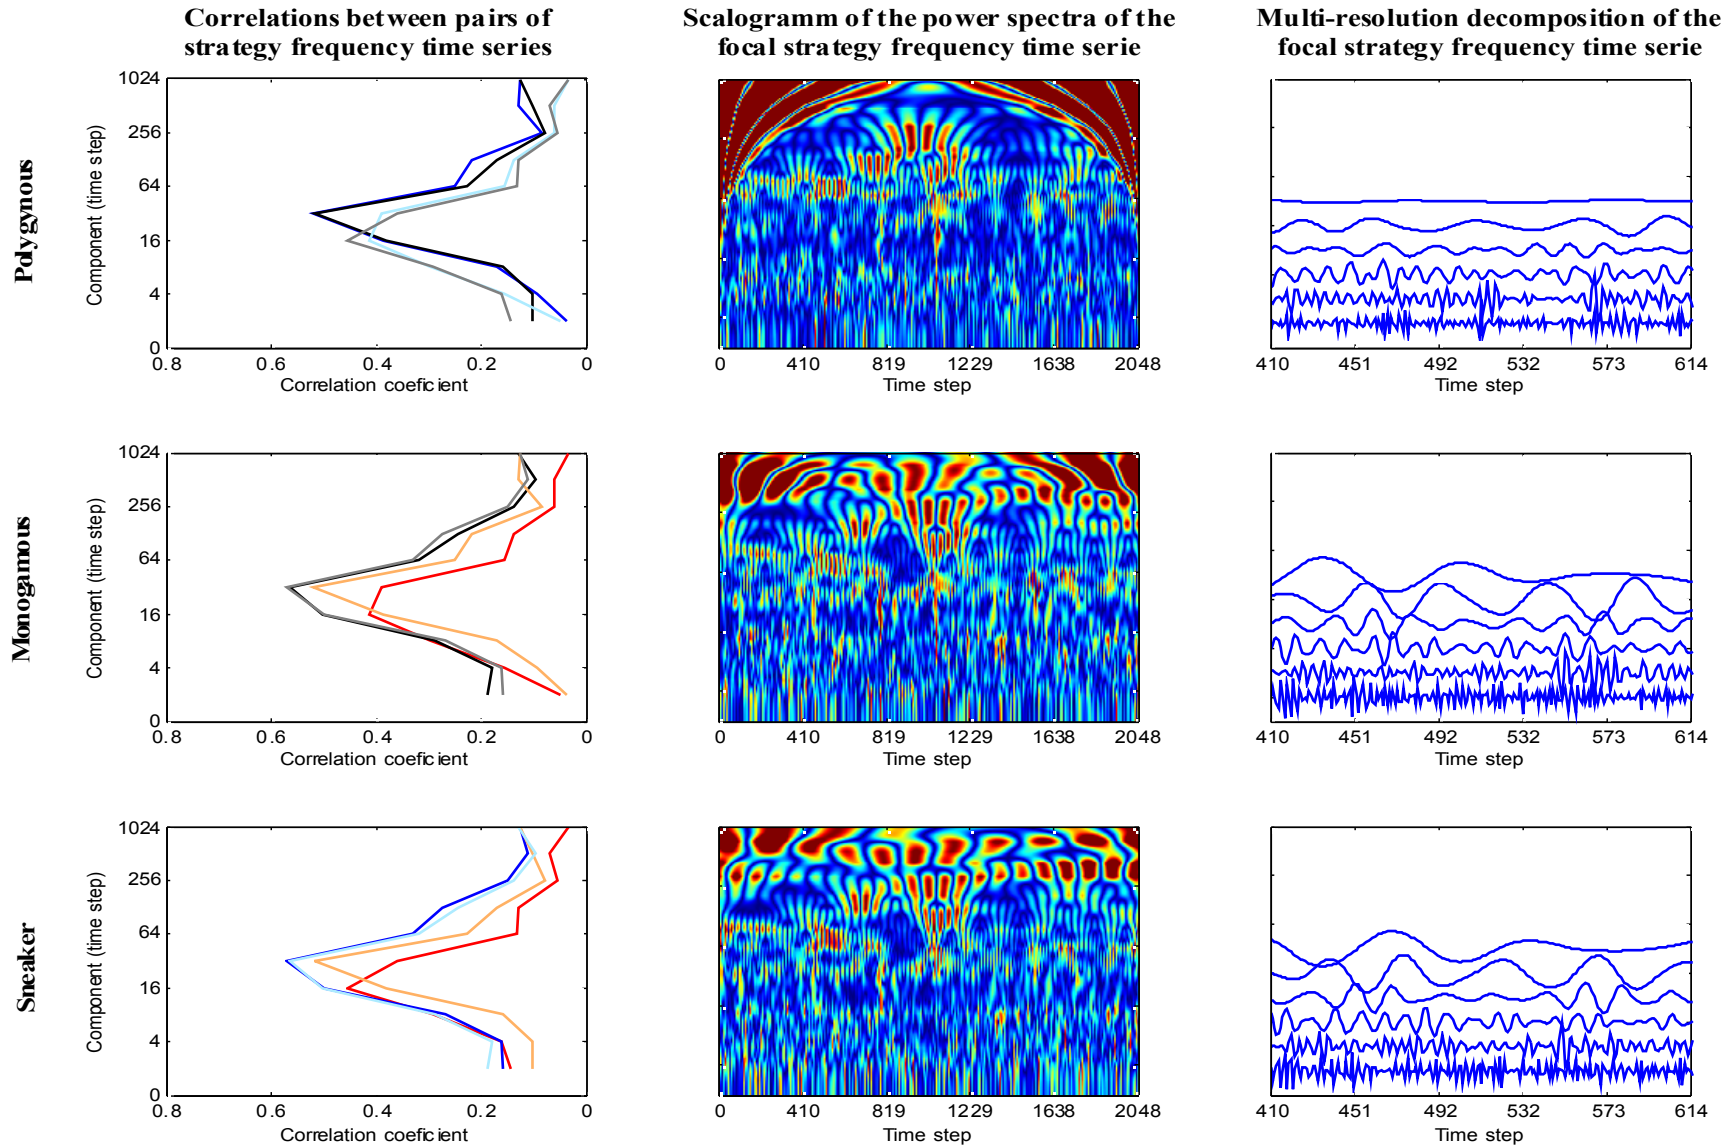 Correlations between pairs of
strategy frequency time series
Scalogramm of the power spectra of the
focal strategy frequency time serie
Multi-resolution decomposition of the
focal strategy frequency time serie
Polygynous
Component (time step)
1024
256
64
16
4
0
0.8 0.6 0.4 0.2 0
Correlation coeficient
0 410 819 1229 1638 2048
Time step
410 451 492 532 573 614
Time step
Monogamous
Component (time step)
1024
256
64
16
4
0
0.8 0.6 0.4 0.2 0
Correlation coeficient
0 410 819 1229 1638 2048
Time step
410 451 492 532 573 614
Time step
Sneaker
Component (time step)
1024
256
64
16
4
0
0.8 0.6 0.4 0.2 0
Correlation coeficient
0 410 819 1229 1638 2048
Time step
410 451 492 532 573 614
Time step